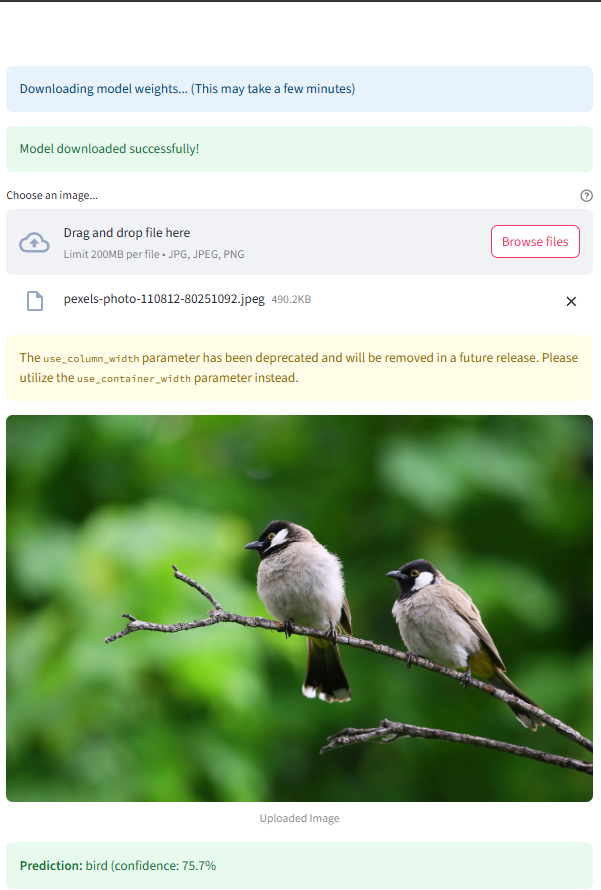 Downloading model weights... (This may take a few minutes)
Model downloaded successfully!
Choose an image...
Drag and drop file here
Limit 200MB per file • JPG, JPEG, PNG
Browse files
pexels-photo-110812-80251092.jpeg 490.2KB
The use_column_width parameter has been deprecated and will be removed in a future release. Please
utilize the use_container_width parameter instead.
Uploaded Image
Prediction: bird (confidence: 75.7%